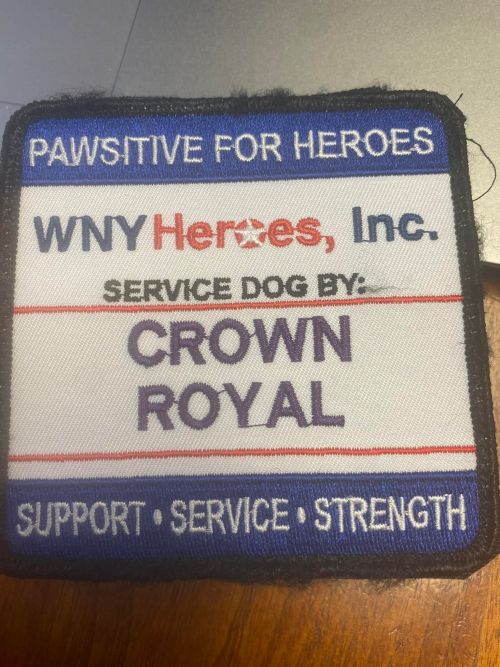 PAWSITIVE FOR HEROES
WNY Heroes, Inc.
SERVICE DOG BY:
CROWN
ROYAL
SUPPORT • SERVICE • STRENGTH